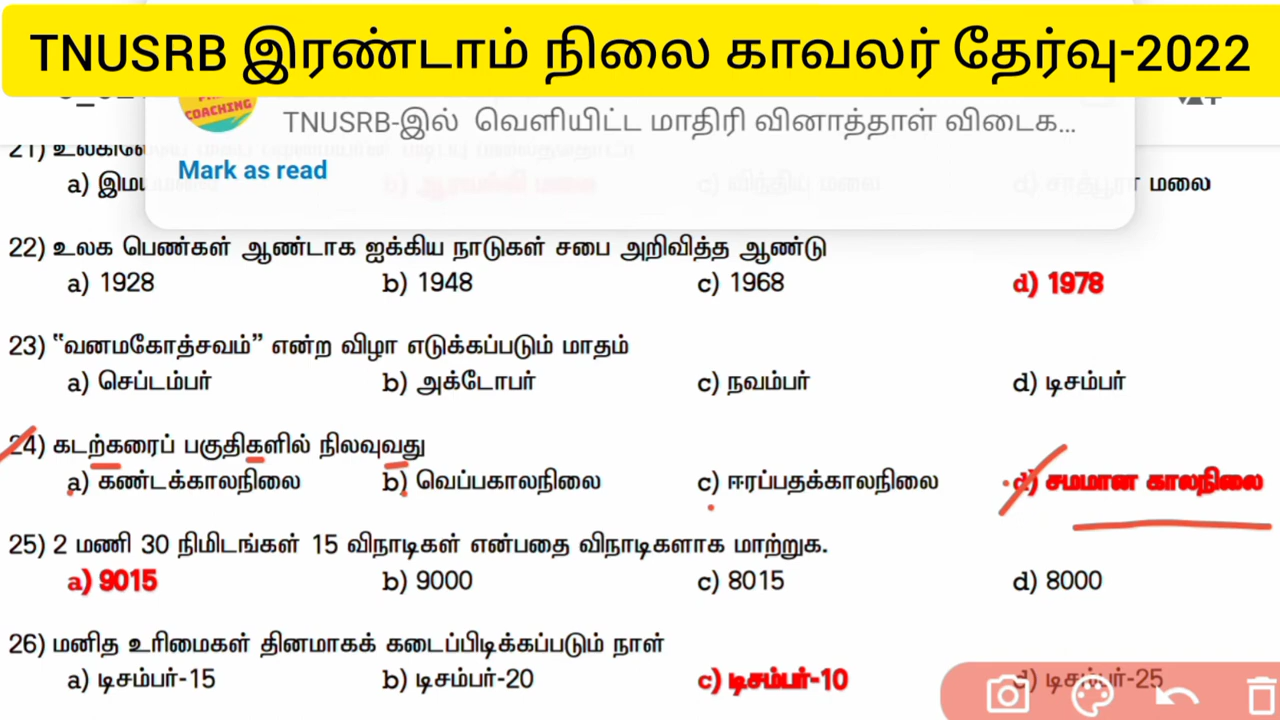 TNUSRB இரண்டாம் நிலை காவலர் தேர்வு-2022
COACHING
TNUSRB-இல் வெளியிட்ட மாதிரி வினாத்தாள் விடைக...
Mark as read
21)
a) b) ஆரவல்லி மலை c) விந்திய மலை d) சாத்பூரா மலை
22) உலக பெண்கள் ஆண்டாக ஐக்கிய நாடுகள் சபை அறிவித்த ஆண்டு
a) 1928 b) 1948 c) 1968 d) 1978
23) “வனமகோத்சவம்” என்ற விழா எடுக்கப்படும் மாதம்
a) செப்டம்பர் b) அக்டோபர் c) நவம்பர் d) டிசம்பர்
24) கடற்கரைப் பகுதிகளில் நிலவுவது
a) கண்டக்காலநிலை b) வெப்பகாலநிலை c) ஈரப்பதக்காலநிலை d) சமமான காலநிலை
25) 2 மணி 30 நிமிடங்கள் 15 விநாடிகள் என்பதை விநாடிகளாக மாற்றுக.
a) 9015 b) 9000 c) 8015 d) 8000
26) மனித உரிமைகள் தினமாகக் கடைப்பிடிக்கப்படும் நாள்
a) டிசம்பர்-15 b) டிசம்பர்-20 c) டிசம்பர்-10 d) டிசம்பர்-25